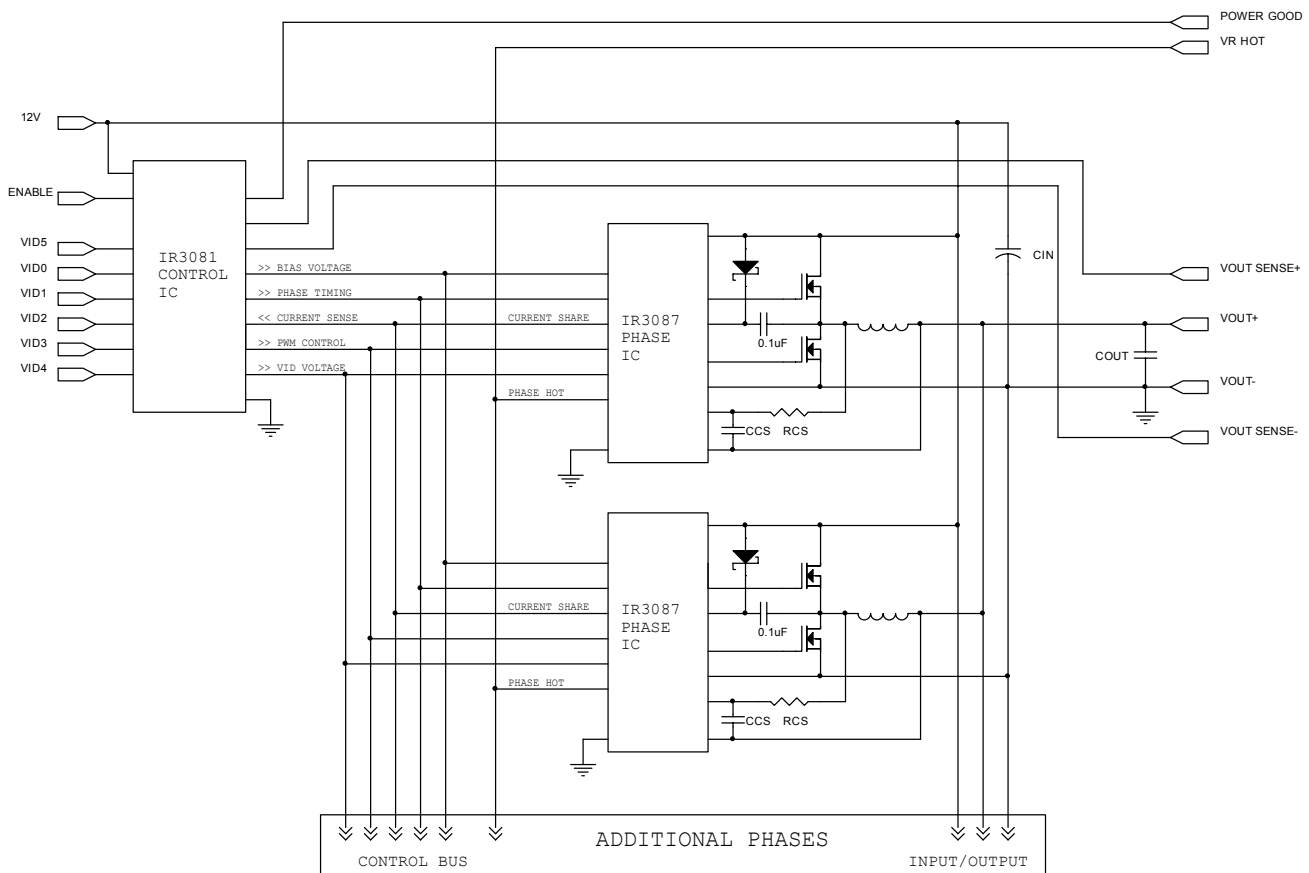 POWER GOOD
VR HOT
12V
ENABLE
VID5
VID0
VID1
VID2
VID3
VID4
IR3081
CONTROL
IC
>> BIAS VOLTAGE
>> PHASE TIMING
<< CURRENT SENSE
>> PWM CONTROL
>> VID VOLTAGE
CURRENT SHARE
PHASE HOT
IR3087
PHASE
IC
0.1uF
CCS RCS
CIN
COUT
VOUT SENSE+
VOUT+
VOUT-
VOUT SENSE-
CURRENT SHARE
PHASE HOT
IR3087
PHASE
IC
0.1uF
CCS RCS
ADDITIONAL PHASES
CONTROL BUS
INPUT/OUTPUT